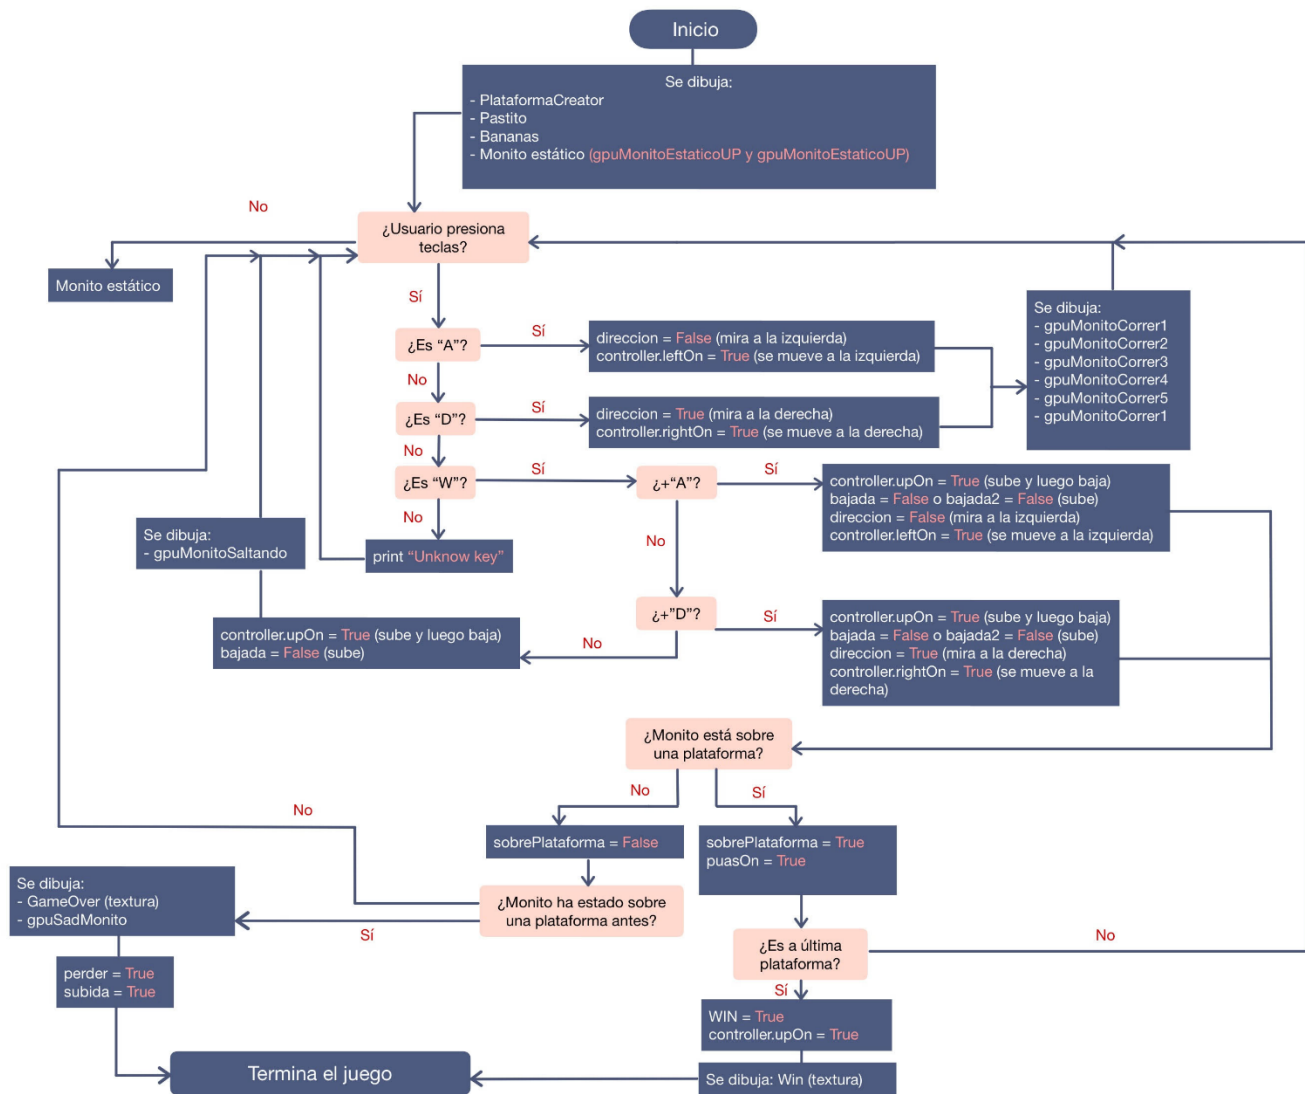 Inicio
Se dibuja:
- PlataformaCreator
- Pastito
- Bananas
- Monito estático (gpuMonitoEstaticoUP y gpuMonitoEstaticoUP)
No
¿Usuario presiona
teclas?
Monito estático
Sí
¿Es “A”?
Sí
direccion = False (mira a la izquierda)
controller.leftOn = True (se mueve a la izquierda)
Se dibuja:
- gpuMonitoCorrer1
- gpuMonitoCorrer2
- gpuMonitoCorrer3
- gpuMonitoCorrer4
- gpuMonitoCorrer5
- gpuMonitoCorrer1
No
¿Es “D”?
Sí
direccion = True (mira a la derecha)
controller.rightOn = True (se mueve a la derecha)
No
¿Es “W”?
Sí
¿+“A”?
Sí
controller.upOn = True (sube y luego baja)
bajada = False o bajada2 = False (sube)
direccion = False (mira a la izquierda)
controller.leftOn = True (se mueve a la izquierda)
No
print “Unknow key”
Se dibuja:
- gpuMonitoSaltando
No
¿+”D”?
Sí
controller.upOn = True (sube y luego baja)
bajada = False o bajada2 = False (sube)
direccion = True (mira a la derecha)
controller.rightOn = True (se mueve a la
derecha)
No
controller.upOn = True (sube y luego baja)
bajada = False (sube)
¿Monito está sobre
una plataforma?
No
Sí
sobrePlataforma = False
sobrePlataforma = True
puasOn = True
No
¿Monito ha estado sobre
una plataforma antes?
Sí
Se dibuja:
- GameOver (textura)
- gpuSadMonito
perder = True
subida = True
¿Es a última
plataforma?
No
Sí
WIN = True
controller.upOn = True
Se dibuja: Win (textura)
Termina el juego